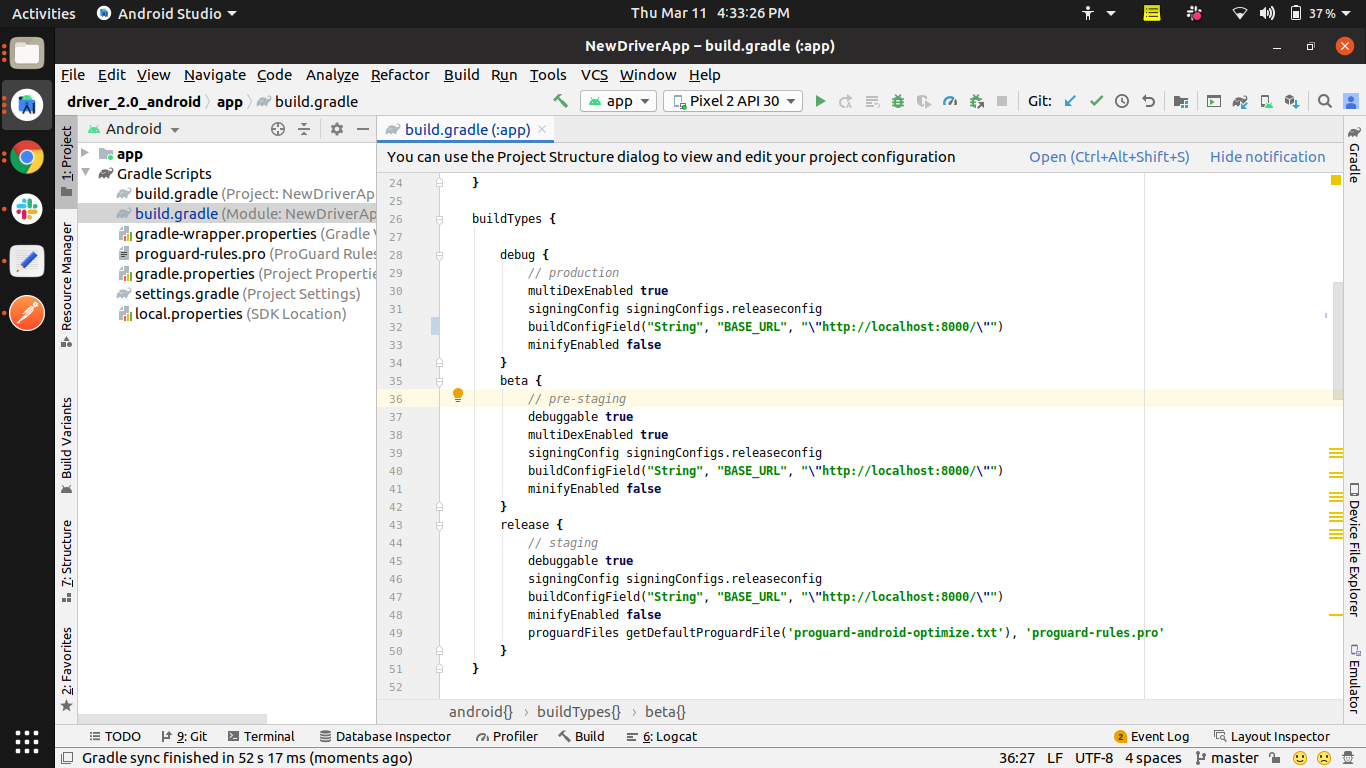 Activities Android Studio Thu Mar 11 4:33:26 PM 37 %
NewDriverApp – build.gradle (:app)
File Edit View Navigate Code Analyze Refactor Build Run Tools VCS Window Help
driver_2.0_android app build.gradle app Pixel 2 API 30 Git:
1: Project
Resource Manager
Build Variants
7: Structure
2: Favorites
Android
app
Gradle Scripts
build.gradle (Project: NewDriverAp
build.gradle (Module: NewDriverAp
gradle-wrapper.properties (Gradle V
proguard-rules.pro (ProGuard Rules
gradle.properties (Project Propertie
settings.gradle (Project Settings)
local.properties (SDK Location)
build.gradle (:app)
You can use the Project Structure dialog to view and edit your project configuration Open (Ctrl+Alt+Shift+S) Hide notification
24 }
25
26 buildTypes {
27
28 debug {
29 // production
30 multiDexEnabled true
31 signingConfig signingConfigs.releaseconfig
32 buildConfigField("String", "BASE_URL", "\"http://localhost:8000/\"")
33 minifyEnabled false
34 }
35 beta {
36 // pre-staging
37 debuggable true
38 multiDexEnabled true
39 signingConfig signingConfigs.releaseconfig
40 buildConfigField("String", "BASE_URL", "\"http://localhost:8000/\"")
41 minifyEnabled false
42 }
43 release {
44 // staging
45 debuggable true
46 signingConfig signingConfigs.releaseconfig
47 buildConfigField("String", "BASE_URL", "\"http://localhost:8000/\"")
48 minifyEnabled false
49 proguardFiles getDefaultProguardFile('proguard-android-optimize.txt'), 'proguard-rules.pro'
50 }
51 }
52
android{} › buildTypes{} › beta{}
Gradle
Device File Explorer
Emulator
TODO 9: Git Terminal Database Inspector Profiler Build 6: Logcat 2 Event Log Layout Inspector
Gradle sync finished in 52 s 17 ms (moments ago) 36:27 LF UTF-8 4 spaces master